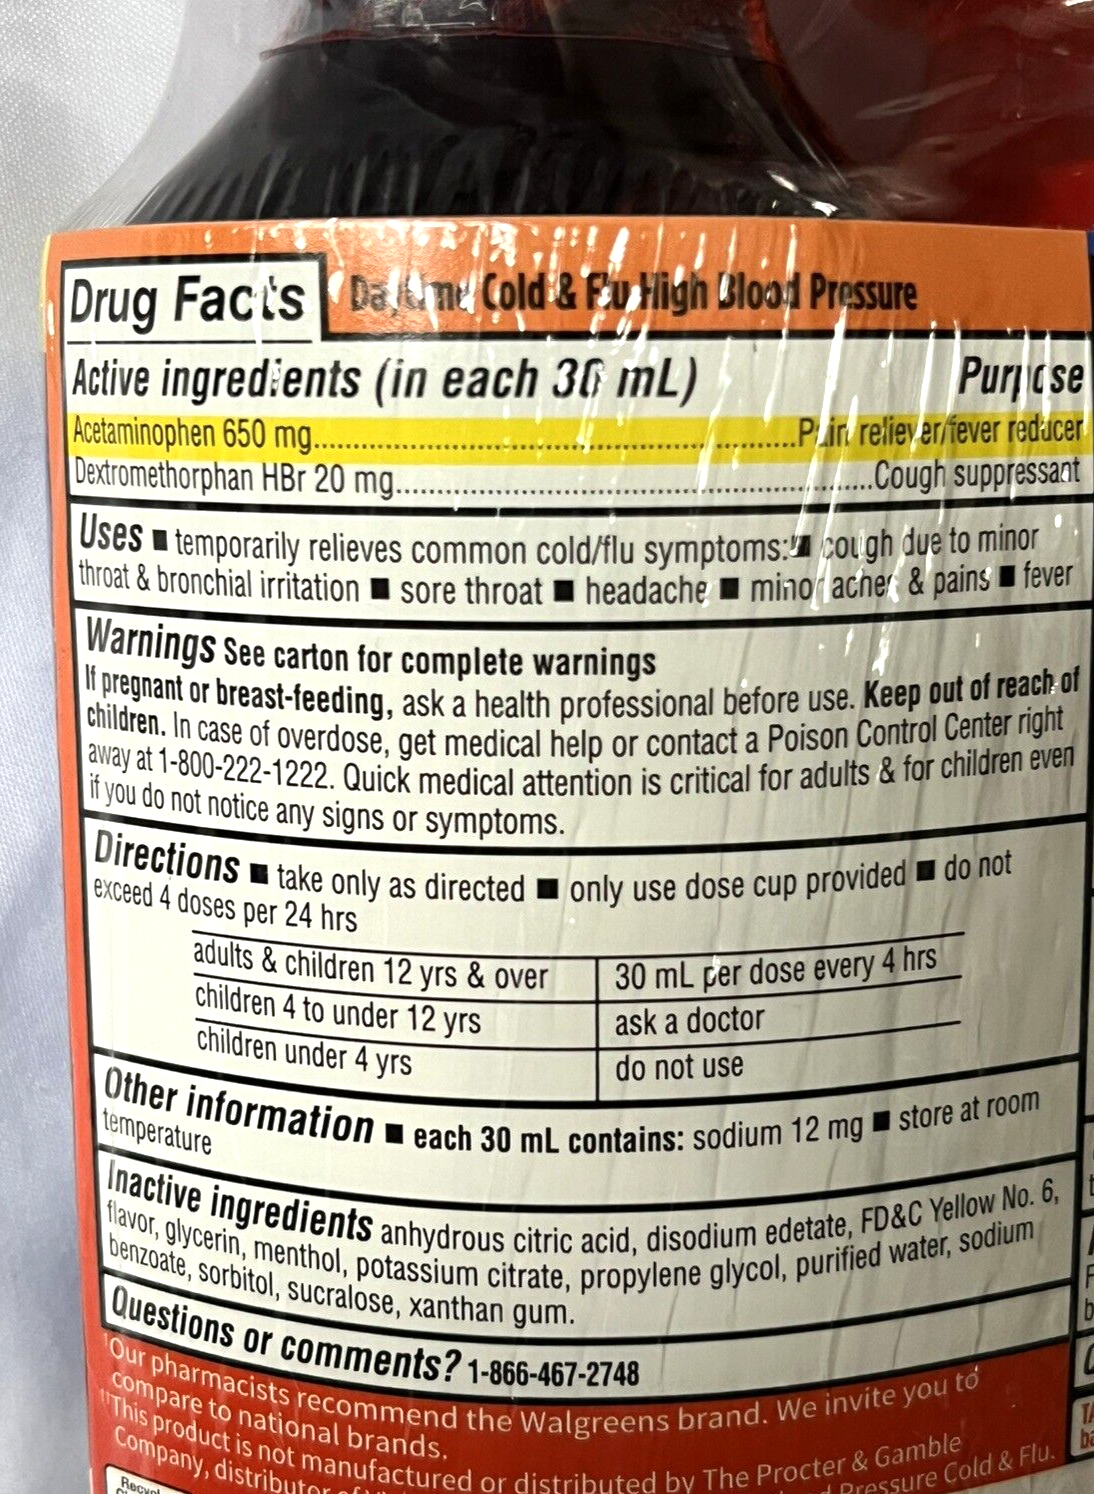 Drug Facts Daytime Cold & Flu High Blood Pressure
Active ingredients (in each 30 mL) Purpose
Acetaminophen 650 mg..........Pain reliever/fever reducer
Dextromethorphan HBr 20 mg..........Cough suppressant
Uses ■ temporarily relieves common cold/flu symptoms: ■ cough due to minor
throat & bronchial irritation ■ sore throat ■ headache ■ minor aches & pains ■ fever
Warnings See carton for complete warnings
If pregnant or breast-feeding, ask a health professional before use. Keep out of reach of
children. In case of overdose, get medical help or contact a Poison Control Center right
away at 1-800-222-1222. Quick medical attention is critical for adults & for children even
if you do not notice any signs or symptoms.
Directions ■ take only as directed ■ only use dose cup provided ■ do not
exceed 4 doses per 24 hrs
adults & children 12 yrs & over 30 mL per dose every 4 hrs
children 4 to under 12 yrs ask a doctor
children under 4 yrs do not use
Other information ■ each 30 mL contains: sodium 12 mg ■ store at room
temperature
Inactive ingredients anhydrous citric acid, disodium edetate, FD&C Yellow No. 6,
flavor, glycerin, menthol, potassium citrate, propylene glycol, purified water, sodium
benzoate, sorbitol, sucralose, xanthan gum.
Questions or comments? 1-866-467-2748
†Our pharmacists recommend the Walgreens brand. We invite you to
compare to national brands.
††This product is not manufactured or distributed by The Procter & Gamble
Company, distributor of Pressure Cold & Flu.